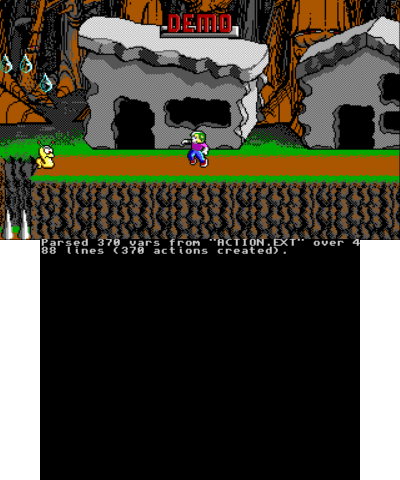 DEMO
Parsed 370 vars from "ACTION.EXT" over 4
88 lines (370 actions created).